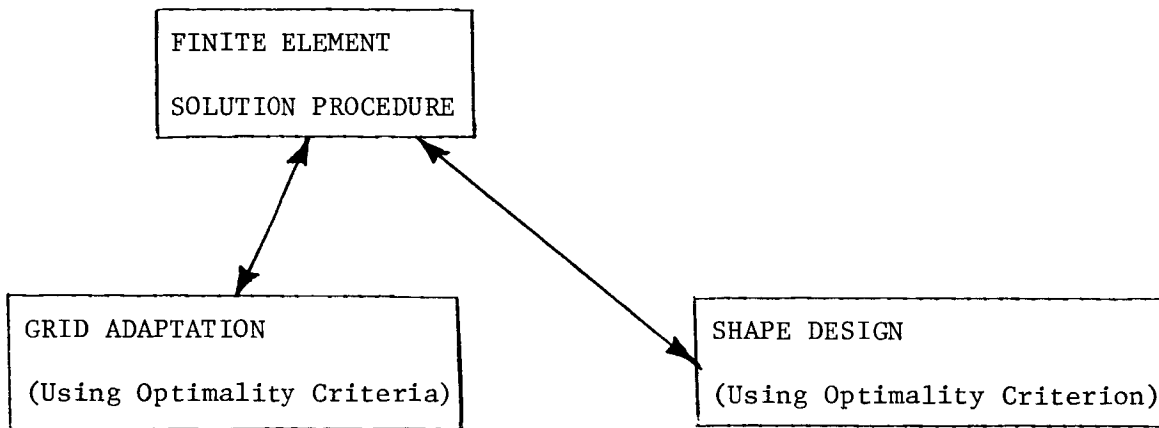 FINITE ELEMENT
SOLUTION PROCEDURE
GRID ADAPTATION
(Using Optimality Criteria)
SHAPE DESIGN
(Using Optimality Criterion)